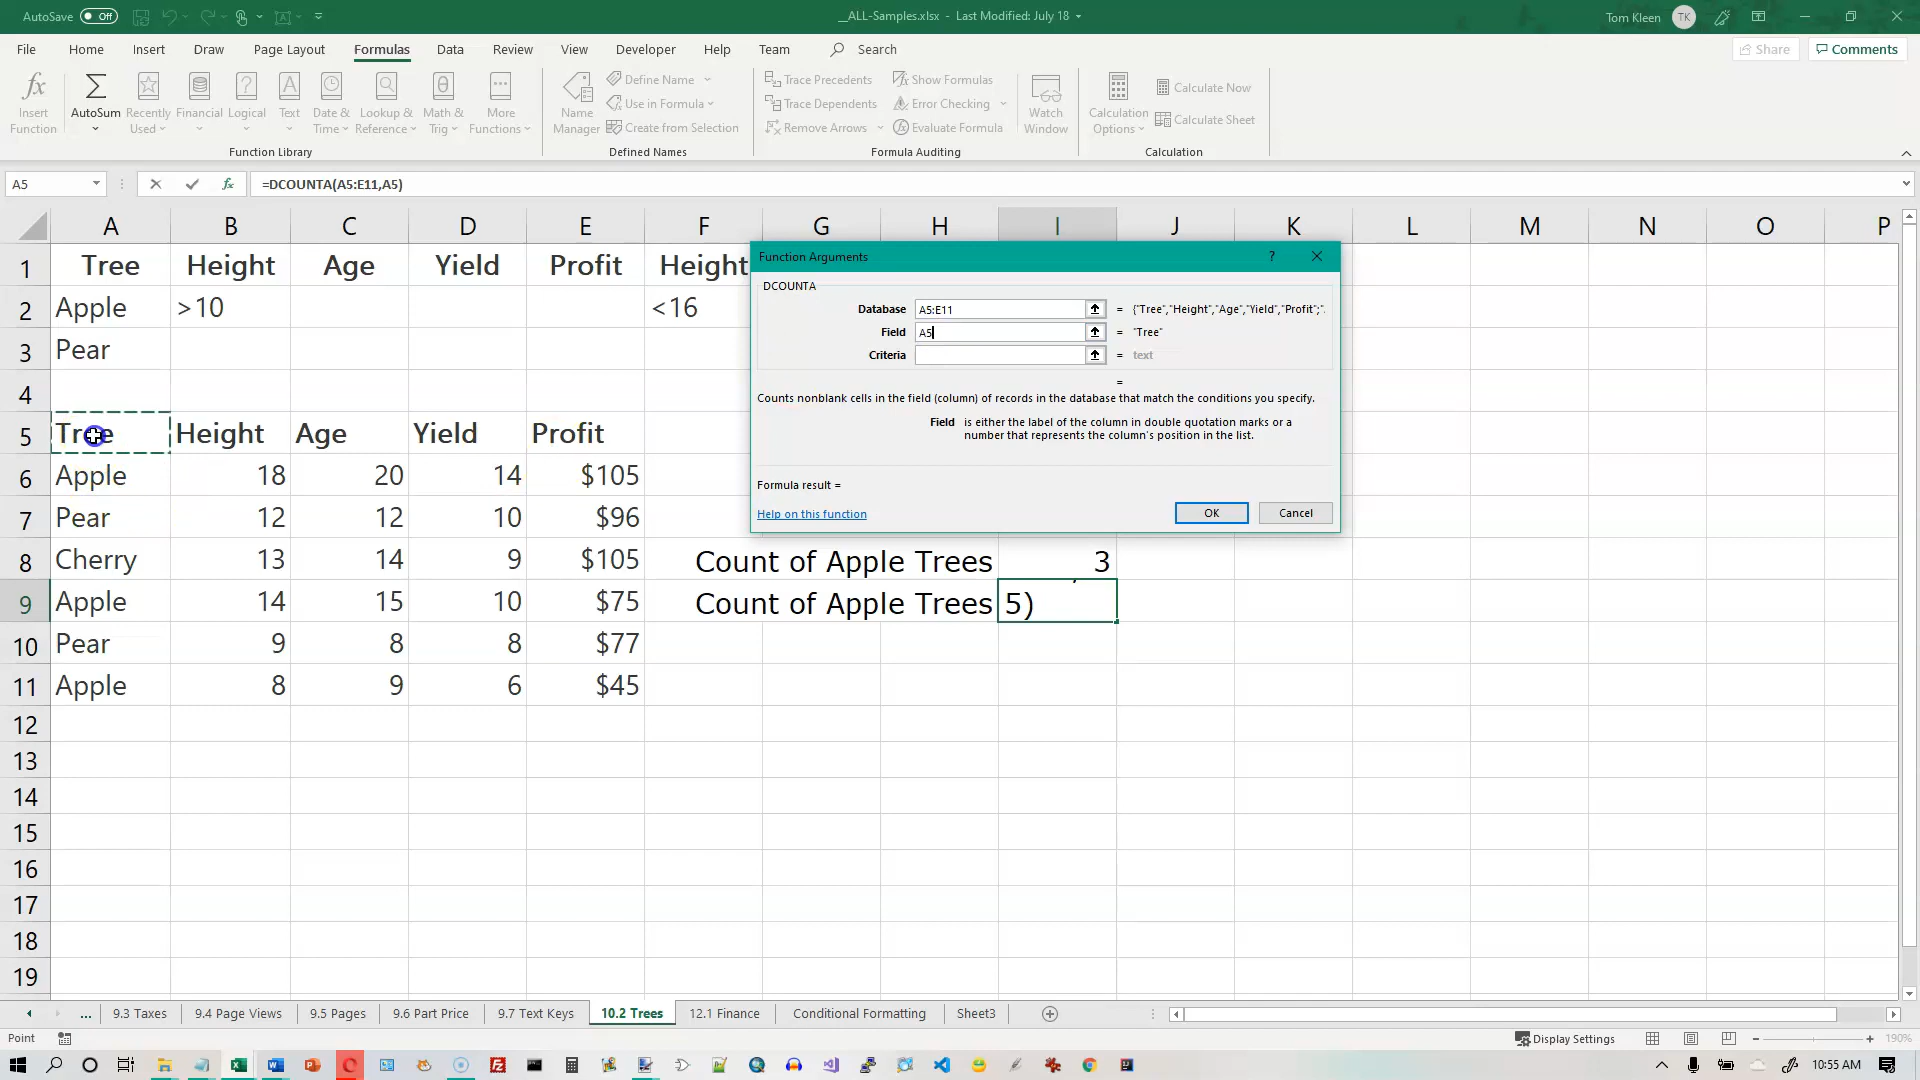 AutoSave Off __ALL-Samples.xlsx - Last Modified: July 18 Tom Kleen TK
File Home Insert Draw Page Layout Formulas Data Review View Developer Help Team Search Share Comments
Insert Function
AutoSum
Recently Used
Financial
Logical
Text
Date & Time
Lookup & Reference
Math & Trig
More Functions
Function Library
Name Manager
Define Name
Use in Formula
Create from Selection
Defined Names
Trace Precedents
Trace Dependents
Remove Arrows
Show Formulas
Error Checking
Evaluate Formula
Watch Window
Formula Auditing
Calculation Options
Calculate Now
Calculate Sheet
Calculation
A5 fx =DCOUNTA(A5:E11,A5)
A B C D E F G H I J K L M N O P
1 Tree Height Age Yield Profit Height
2 Apple >10 <16
3 Pear
4
5 Tree Height Age Yield Profit
6 Apple 18 20 14 $105
7 Pear 12 12 10 $96
8 Cherry 13 14 9 $105 Count of Apple Trees 3
9 Apple 14 15 10 $75 Count of Apple Trees 5)
10 Pear 9 8 8 $77
11 Apple 8 9 6 $45
12
13
14
15
16
17
18
19
Function Arguments ?
DCOUNTA
Database A5:E11 = {"Tree","Height","Age","Yield","Profit";"
Field A5 = "Tree"
Criteria = text
=
Counts nonblank cells in the field (column) of records in the database that match the conditions you specify.
Field is either the label of the column in double quotation marks or a
number that represents the column's position in the list.
Formula result =
Help on this function OK Cancel
... 9.3 Taxes 9.4 Page Views 9.5 Pages 9.6 Part Price 9.7 Text Keys 10.2 Trees 12.1 Finance Conditional Formatting Sheet3
Point Display Settings 190%
10:55 AM